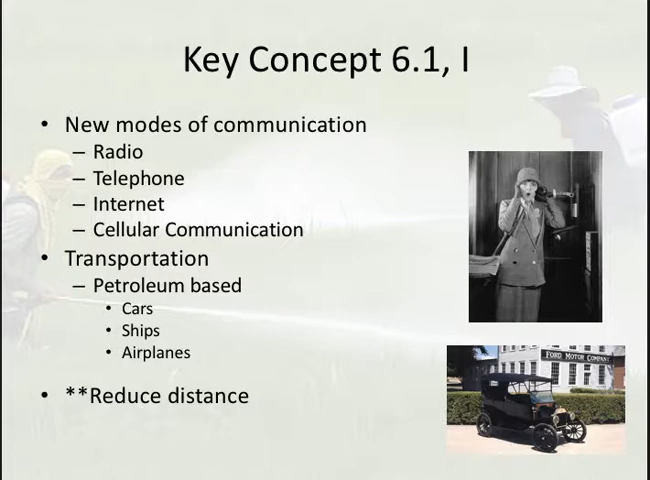 Key Concept 6.1, I
• New modes of communication
– Radio
– Telephone
– Internet
– Cellular Communication
• Transportation
– Petroleum based
• Cars
• Ships
• Airplanes
• **Reduce distance
FORD MOTOR COMPANY